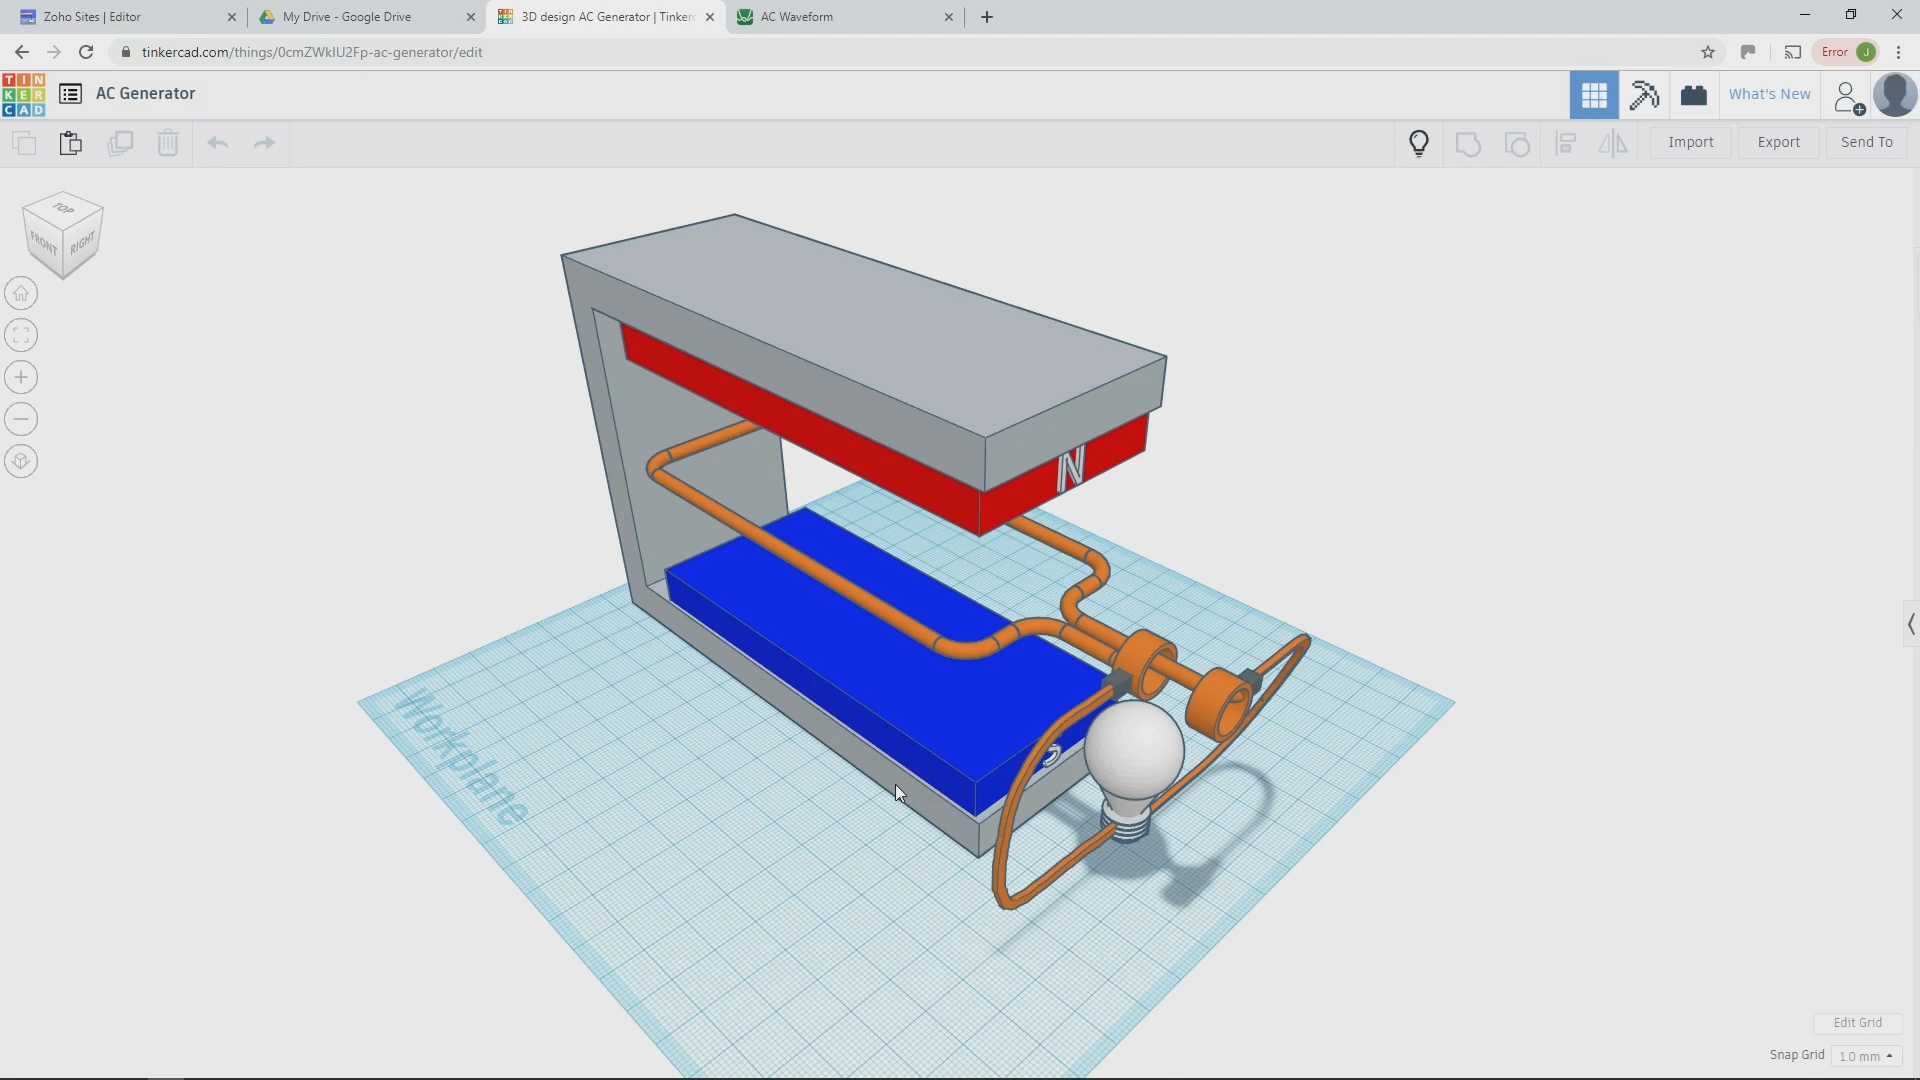 Zoho Sites | Editor
My Drive - Google Drive
3D design AC Generator | Tinkerc
AC Waveform
tinkercad.com/things/0cmZWkIU2Fp-ac-generator/edit
Error
J
TIN
KER
CAD
AC Generator
What's New
Import
Export
Send To
TOP
FRONT
RIGHT
N
S
Workplane
Edit Grid
Snap Grid
1.0 mm